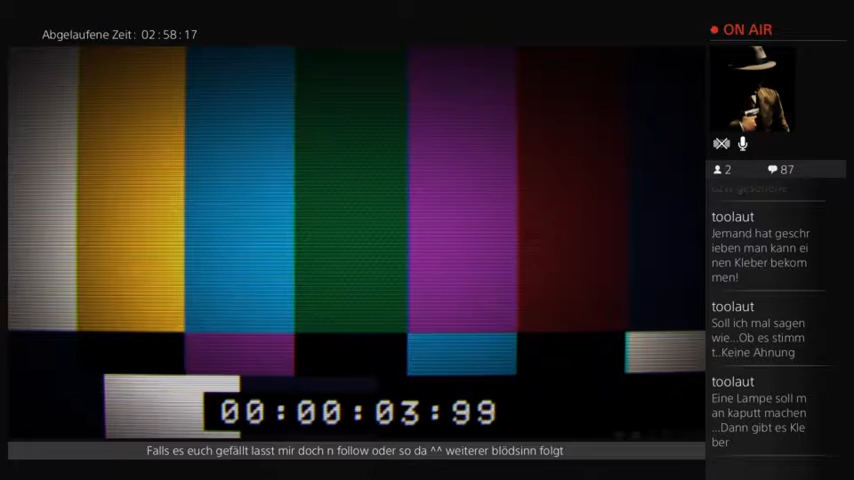 Abgelaufene Zeit: 02:58:17
ON AIR
2 87
toolaut
Jemand hat geschr
ieben man kann ei
nen Kleber bekom
men!
toolaut
Soll ich mal sagen
wie...Ob es stimm
t..Keine Ahnung
toolaut
Eine Lampe soll m
an kaputt machen
...Dann gibt es Kle
ber
00:00:03:99
Falls es euch gefällt lasst mir doch n follow oder so da ^^ weiterer blödsinn folgt